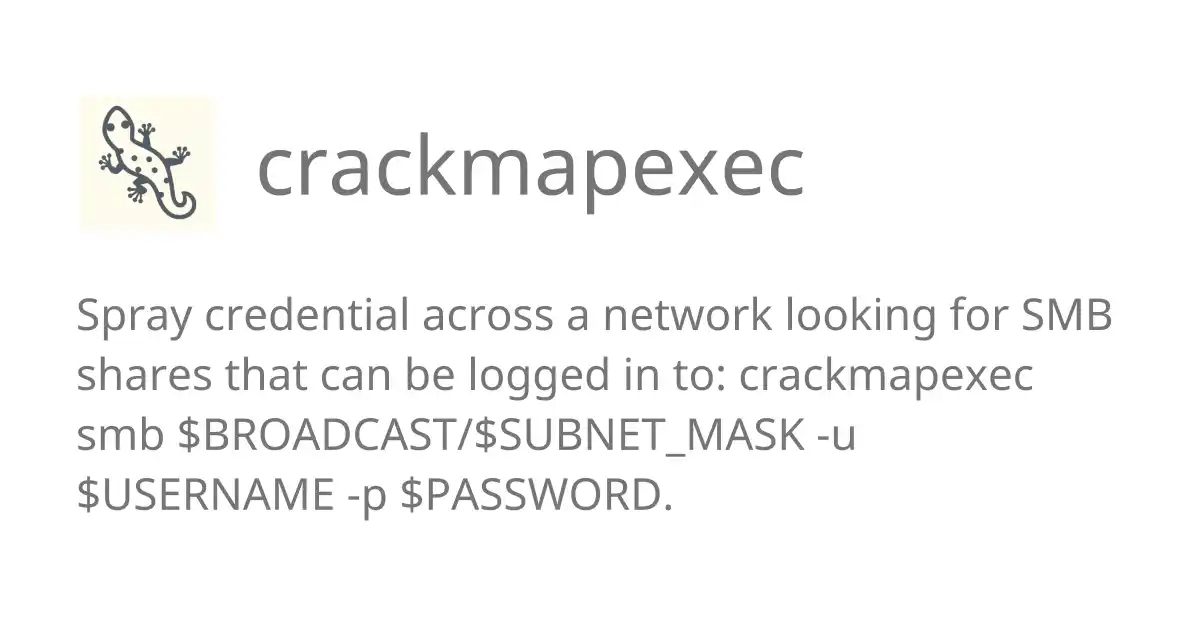 crackmapexec
Spray credential across a network looking for SMB
shares that can be logged in to: crackmapexec
smb $BROADCAST/$SUBNET_MASK -u
$USERNAME -p $PASSWORD.